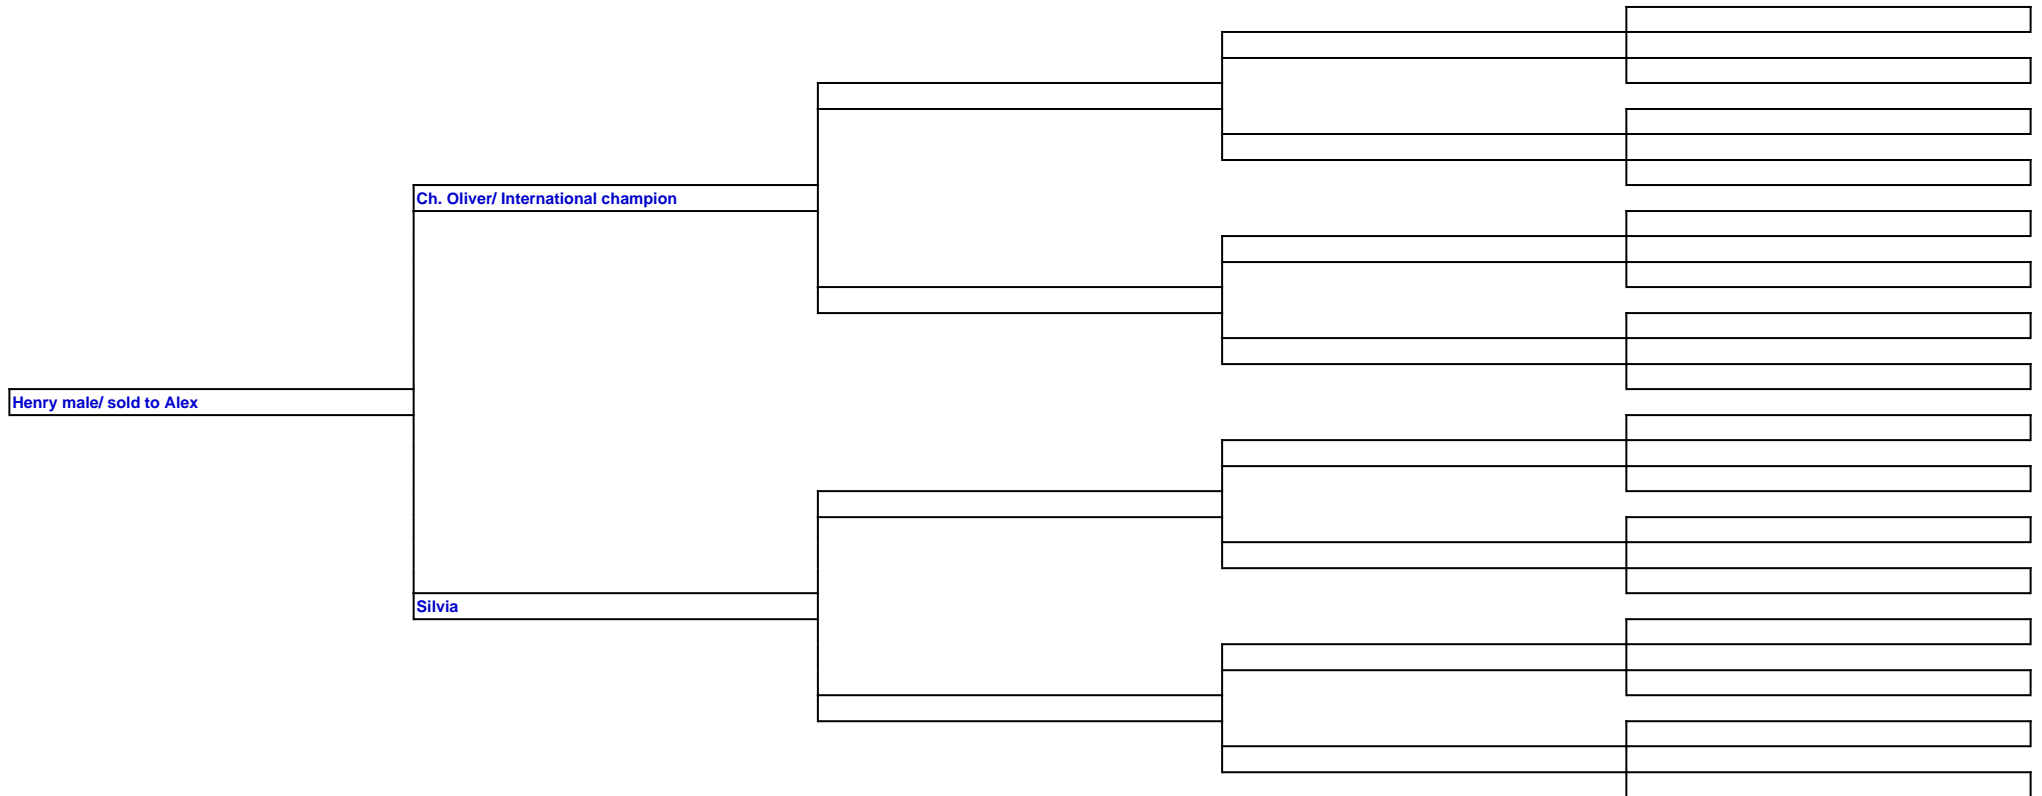 Ch. Oliver/ International champion
Henry male/ sold to Alex
Silvia